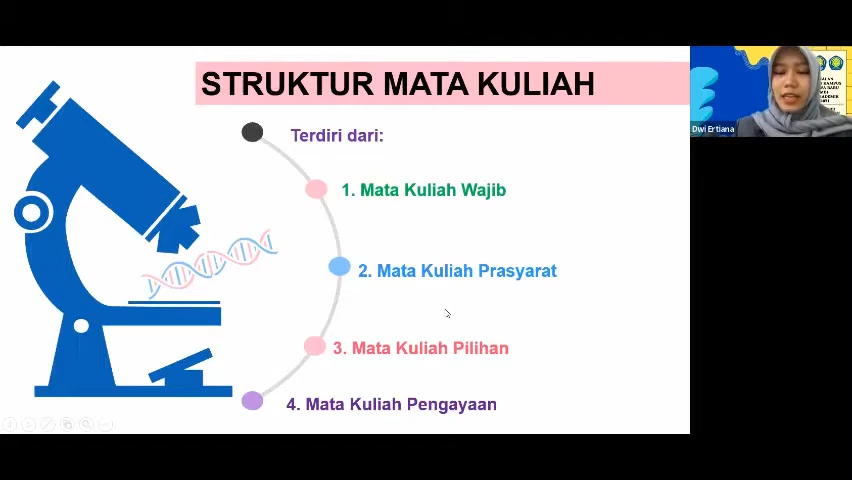 STRUKTUR MATA KULIAH
Terdiri dari:
1. Mata Kuliah Wajib
2. Mata Kuliah Prasyarat
3. Mata Kuliah Pilihan
4. Mata Kuliah Pengayaan
Dwi Ertiana